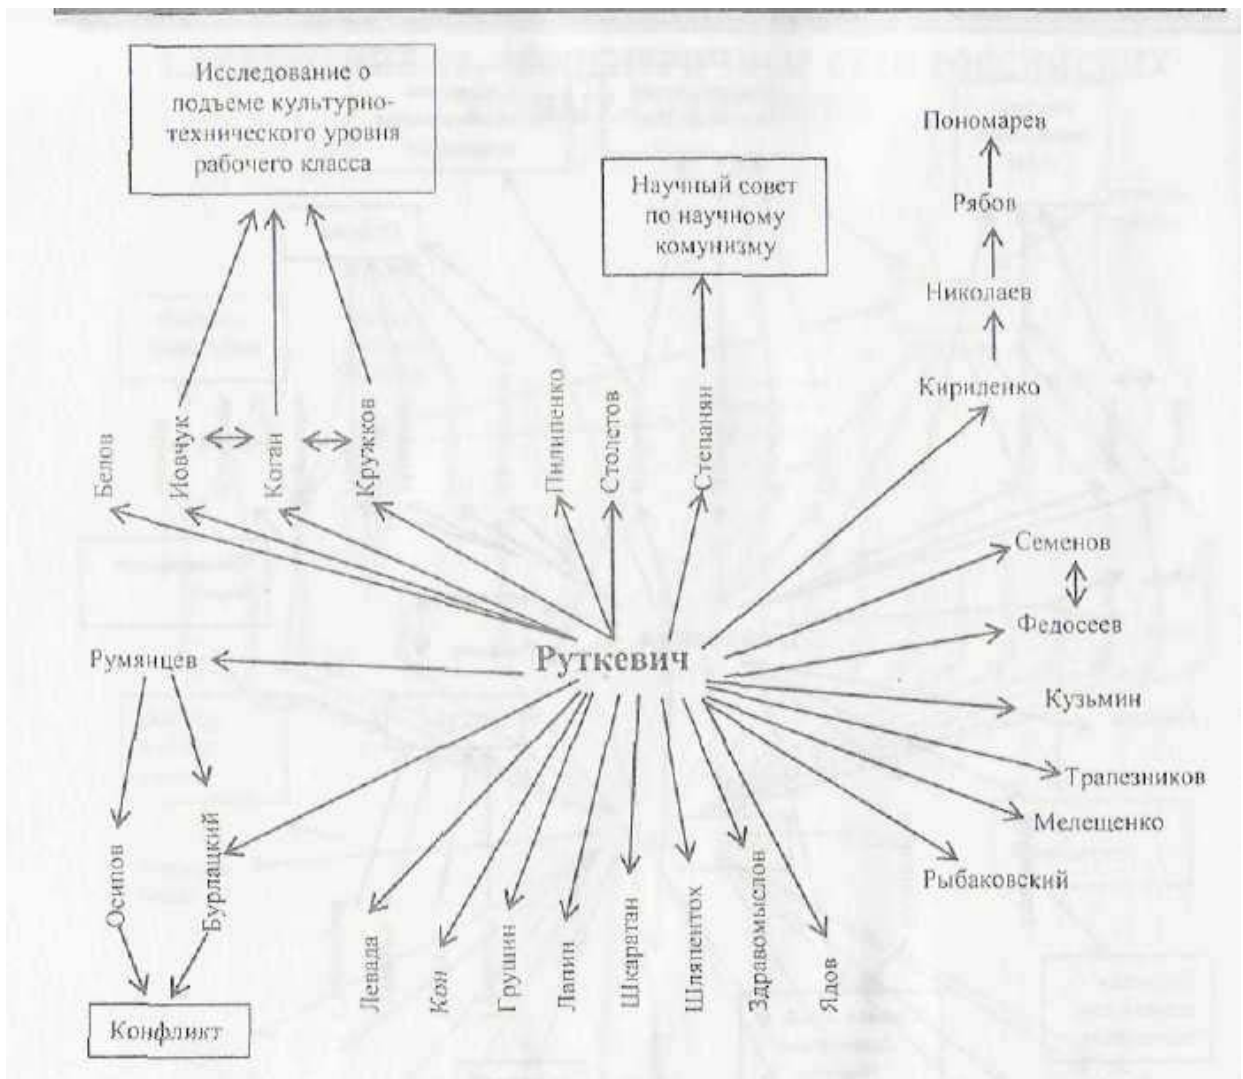 Исследование о
подъеме культурно-
технического уровня
рабочего класса
Научный совет
по научному
комунизму
Пономарев
Рябов
Николаев
Кириленко
Белов
Иовчук
Коган
Кружков
Пилипенко
Столетов
Степанян
Семенов
Федосеев
Руткевич
Румянцев
Кузьмин
Трапезников
Мелещенко
Рыбаковский
Осипов
Бурлацкий
Левада
Кон
Грушин
Лапин
Шкаратан
Шляпентох
Здравомыслон
Ядов
Конфликт